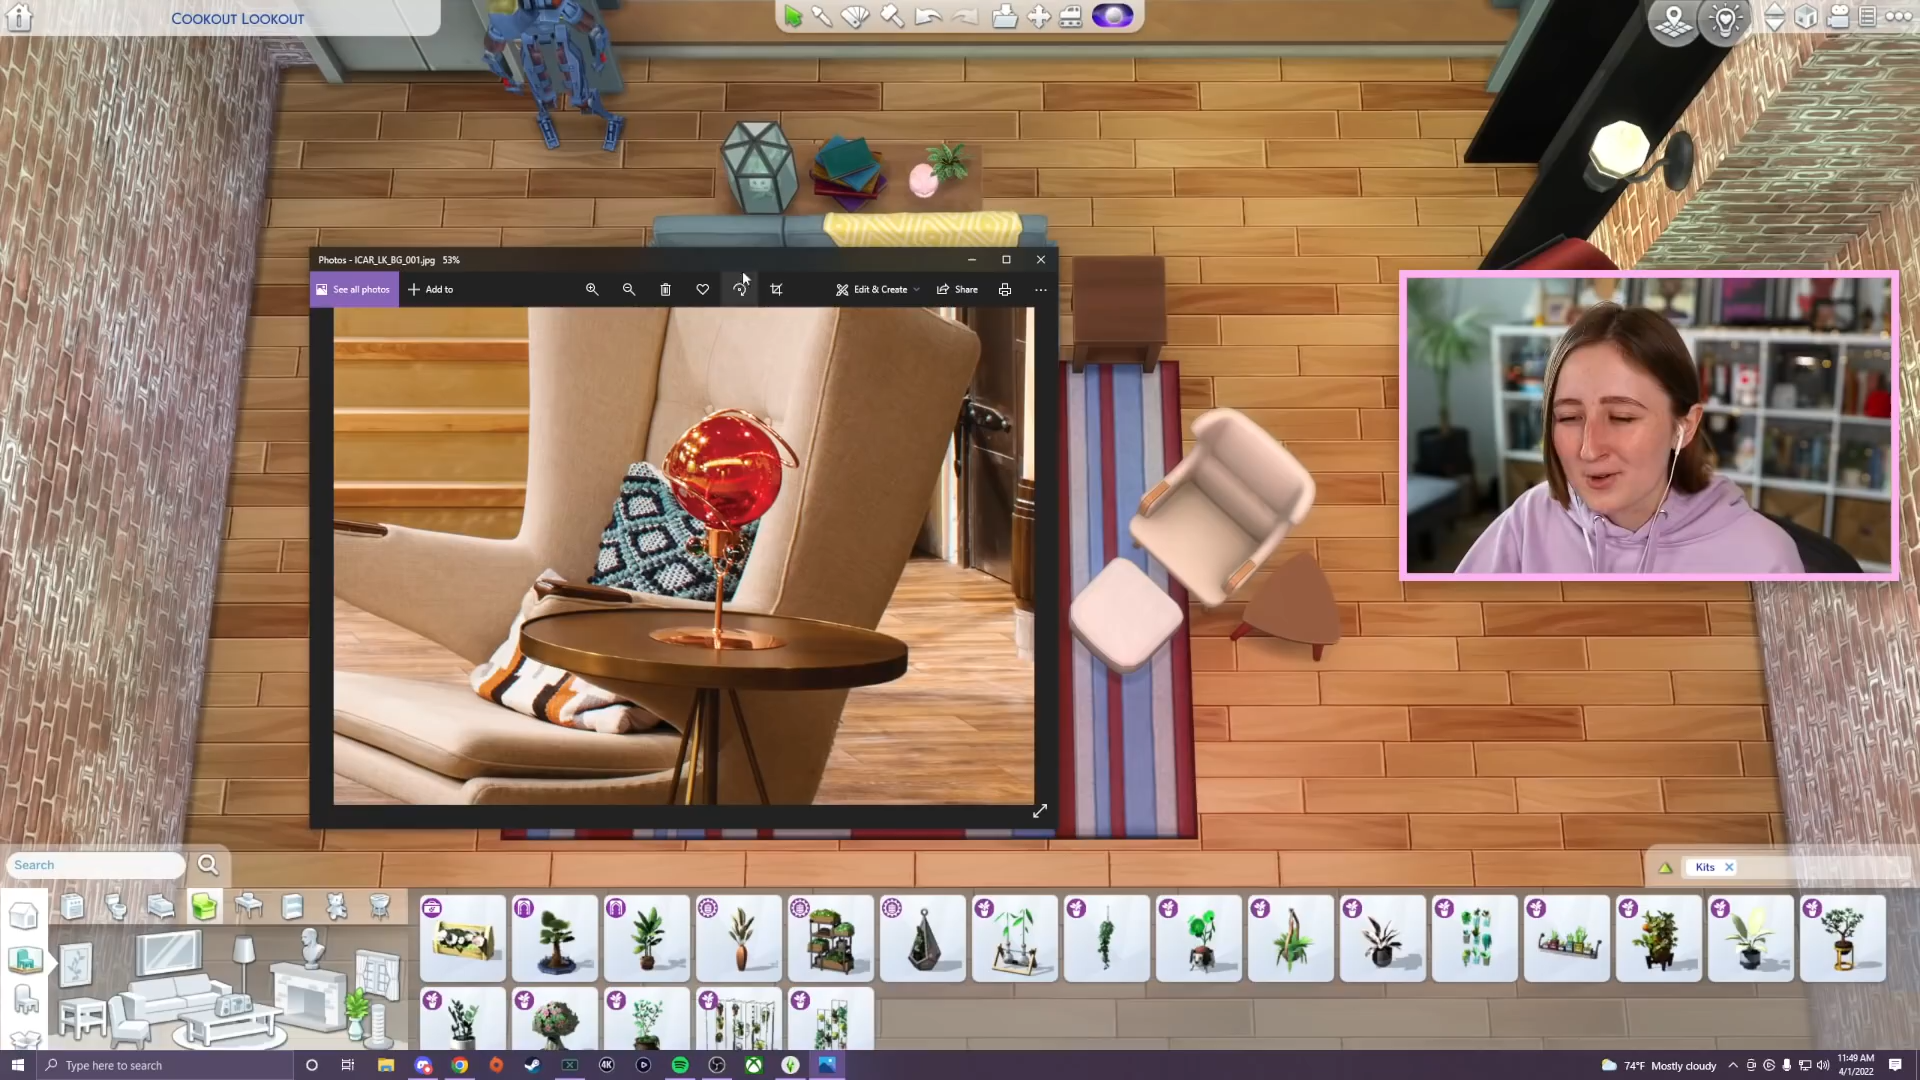 Cookout Lookout
Photos - ICAR_LK_BG_001.jpg 53%
See all photos
Add to
Edit & Create
Share
Search
Kits
4K
Type here to search
74°F Mostly cloudy
11:49 AM
4/1/2022